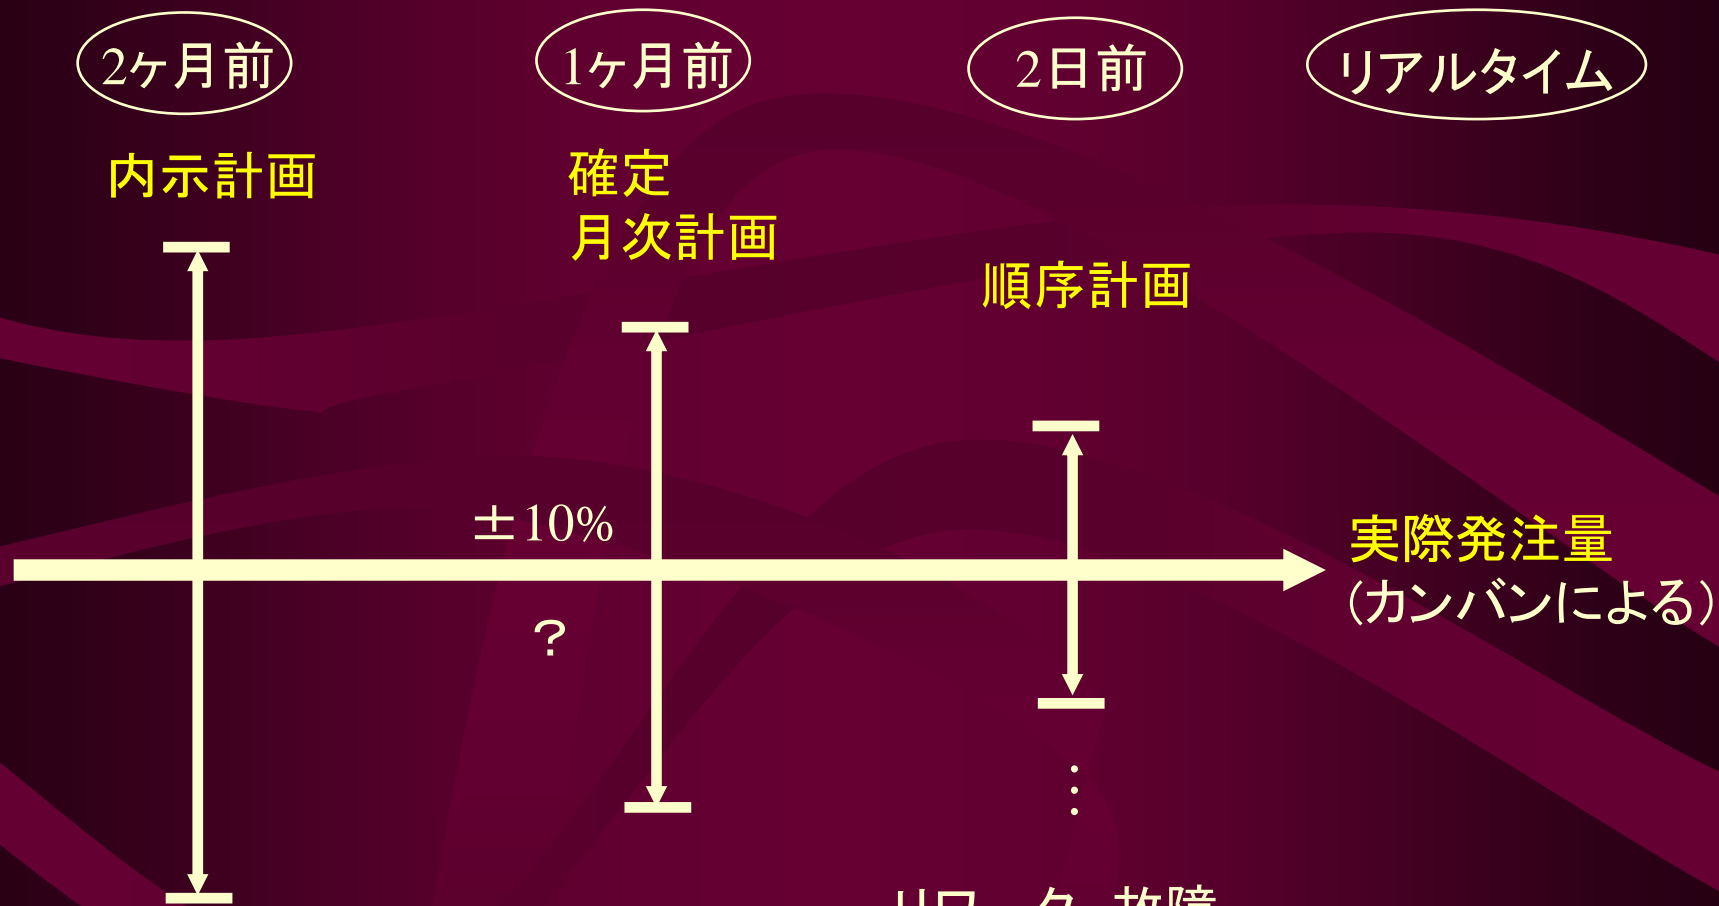 2ヶ月前
1ヶ月前
2日前
リアルタイム
内示計画
確定
月次計画
順序計画
±10%
?
実際発注量
(カンバンによる)
⋮
故障